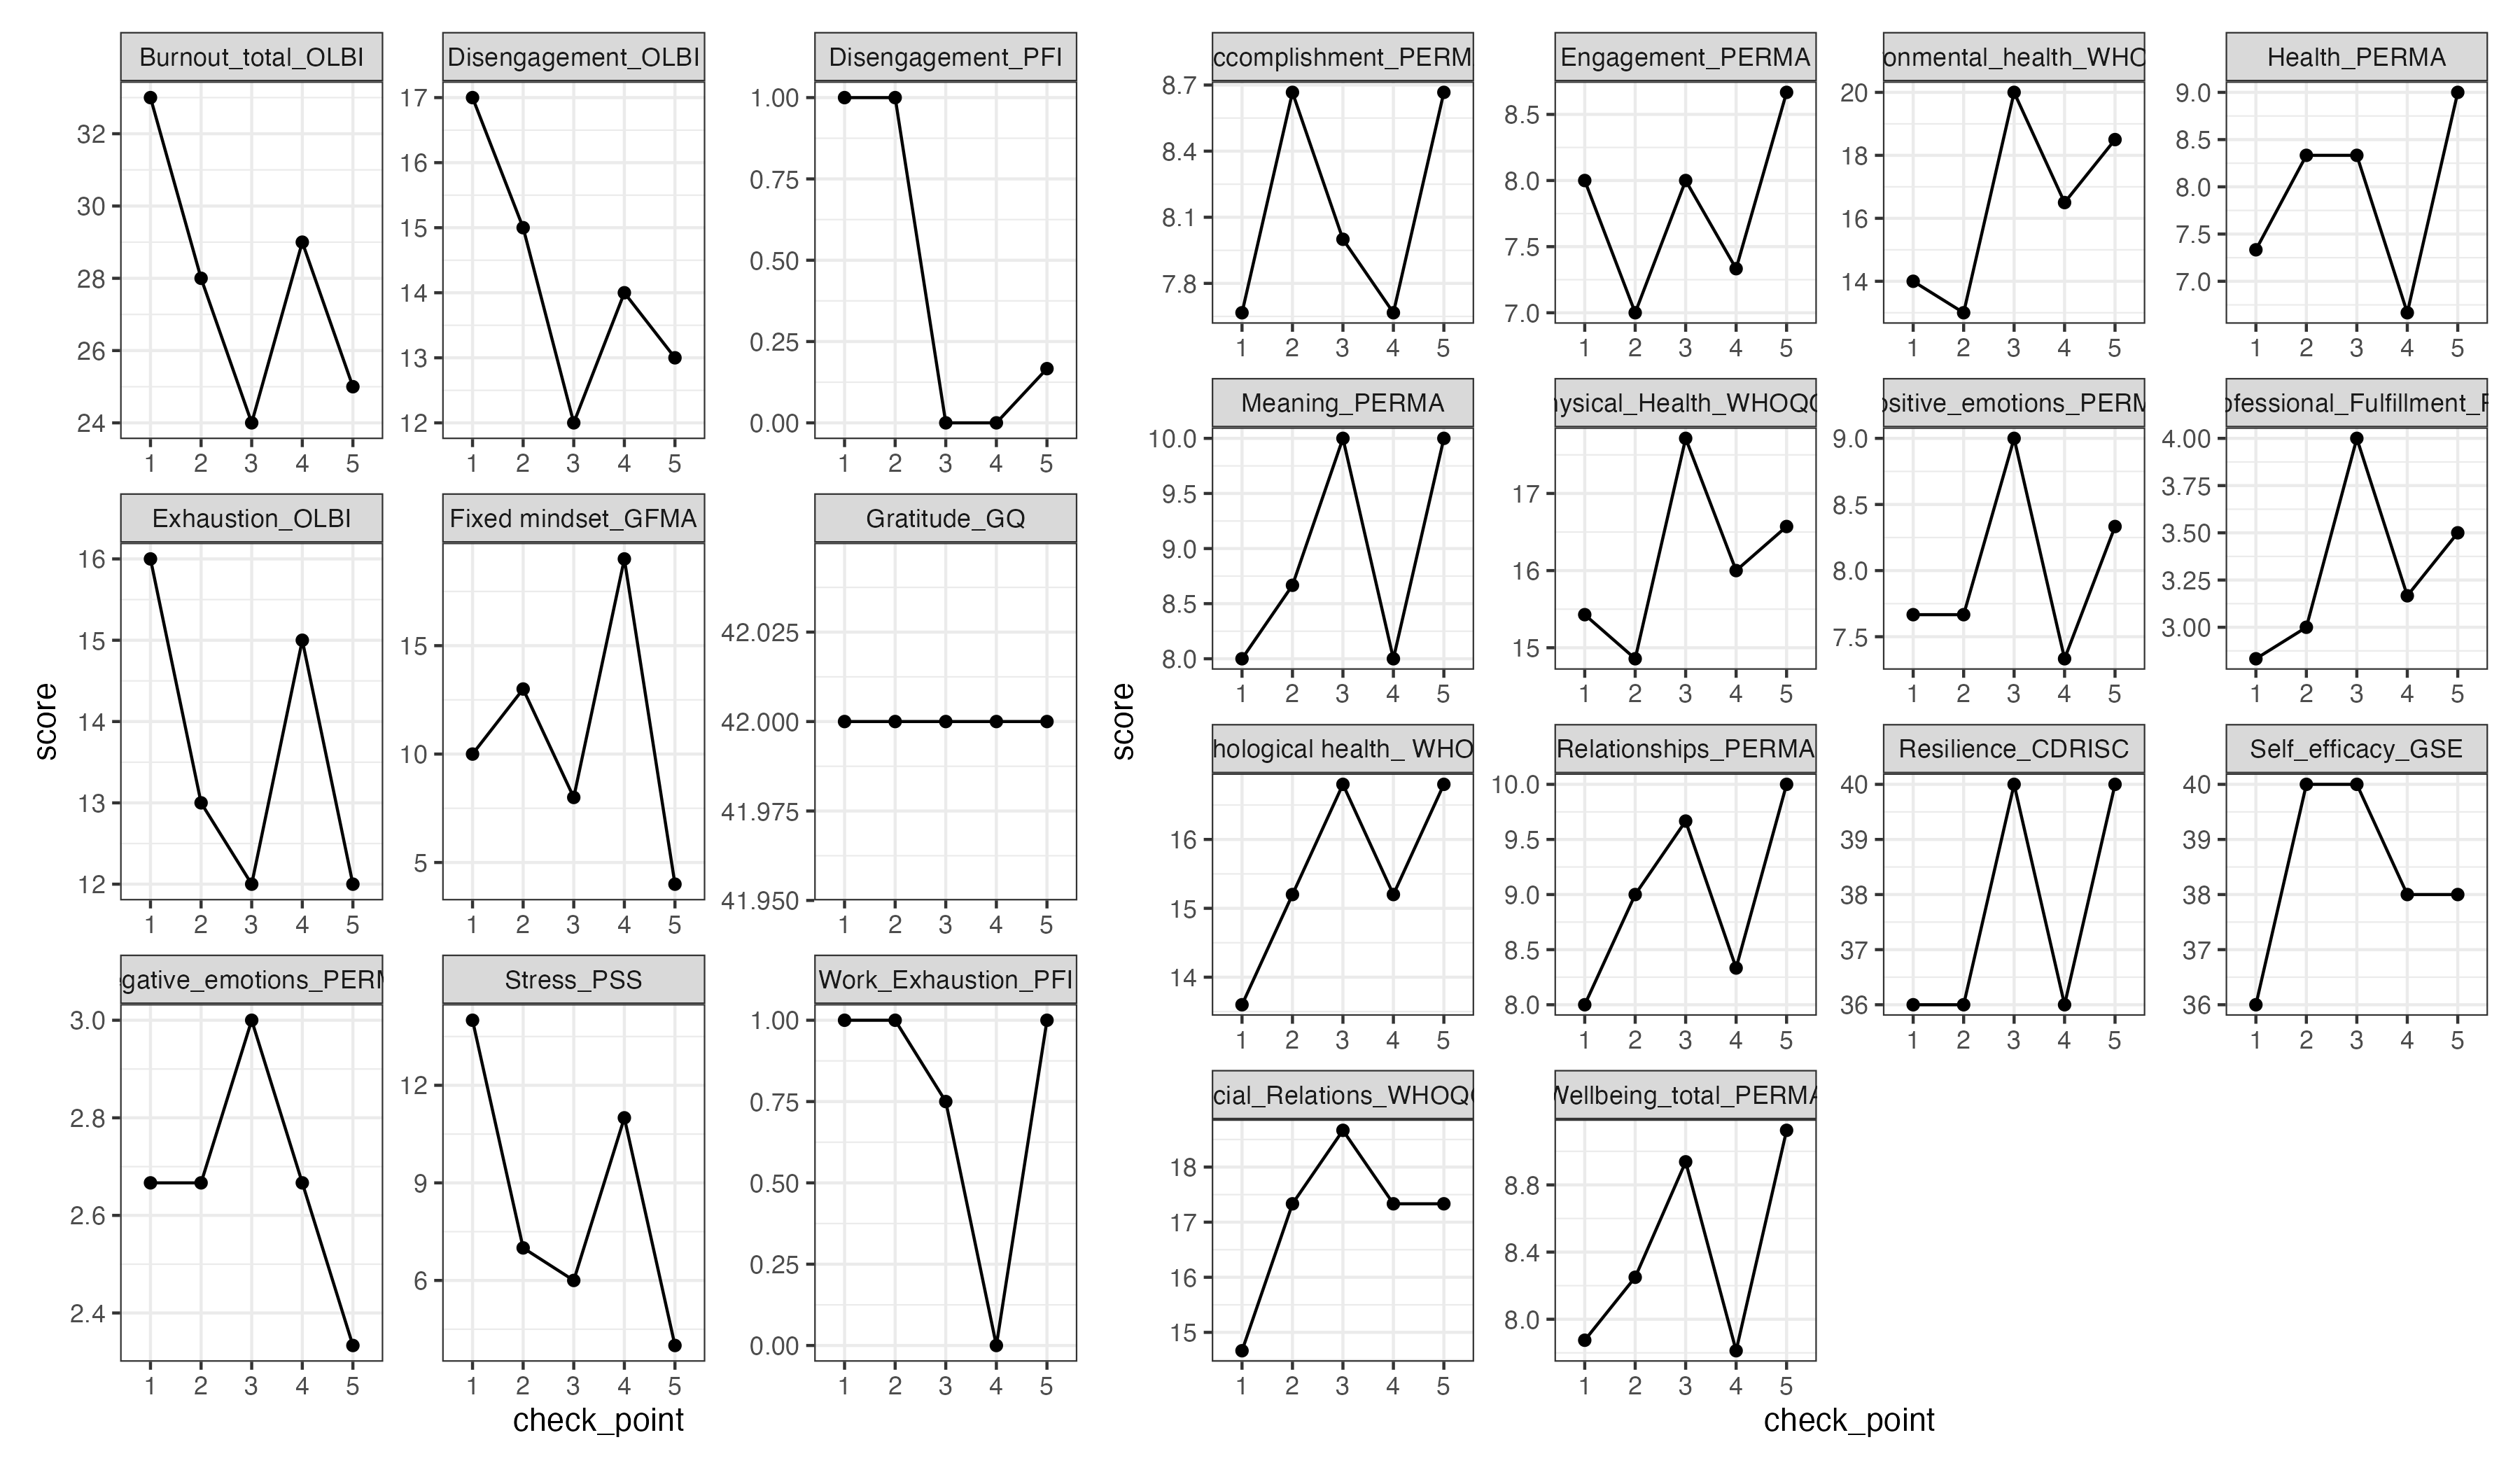 Burnout_total_OLBI
Disengagement_OLBI
Disengagement_PFI
32
30
28
26
24
1 2 3 4 5
17
16
15
14
13
12
1 2 3 4 5
1.00
0.75
0.50
0.25
0.00
1 2 3 4 5
Exhaustion_OLBI
Fixed mindset_GFMA
Gratitude_GQ
16
15
14
13
12
1 2 3 4 5
15
10
5
1 2 3 4 5
42.025
42.000
41.975
41.950
1 2 3 4 5
gative_emotions_PERM
Stress_PSS
Work_Exhaustion_PFI
3.0
2.8
2.6
2.4
1 2 3 4 5
12
9
6
1 2 3 4 5
1.00
0.75
0.50
0.25
0.00
1 2 3 4 5
score
check_point
ccomplishment_PERM
Engagement_PERMA
onmental_health_WHO
Health_PERMA
8.7
8.4
8.1
7.8
1 2 3 4 5
8.5
8.0
7.5
7.0
1 2 3 4 5
20
18
16
14
1 2 3 4 5
9.0
8.5
8.0
7.5
7.0
1 2 3 4 5
Meaning_PERMA
ysical_Health_WHOQ
sitive_emotions_PERM
ofessional_Fulfillment_
10.0
9.5
9.0
8.5
8.0
1 2 3 4 5
17
16
15
1 2 3 4 5
9.0
8.5
8.0
7.5
1 2 3 4 5
4.00
3.75
3.50
3.25
3.00
1 2 3 4 5
hological health_ WHO
Relationships_PERMA
Resilience_CDRISC
Self_efficacy_GSE
16
15
14
1 2 3 4 5
10.0
9.5
9.0
8.5
8.0
1 2 3 4 5
40
39
38
37
36
1 2 3 4 5
40
39
38
37
36
1 2 3 4 5
cial_Relations_WHOQ
Wellbeing_total_PERMA
18
17
16
15
1 2 3 4 5
8.8
8.4
8.0
1 2 3 4 5
score
check_point